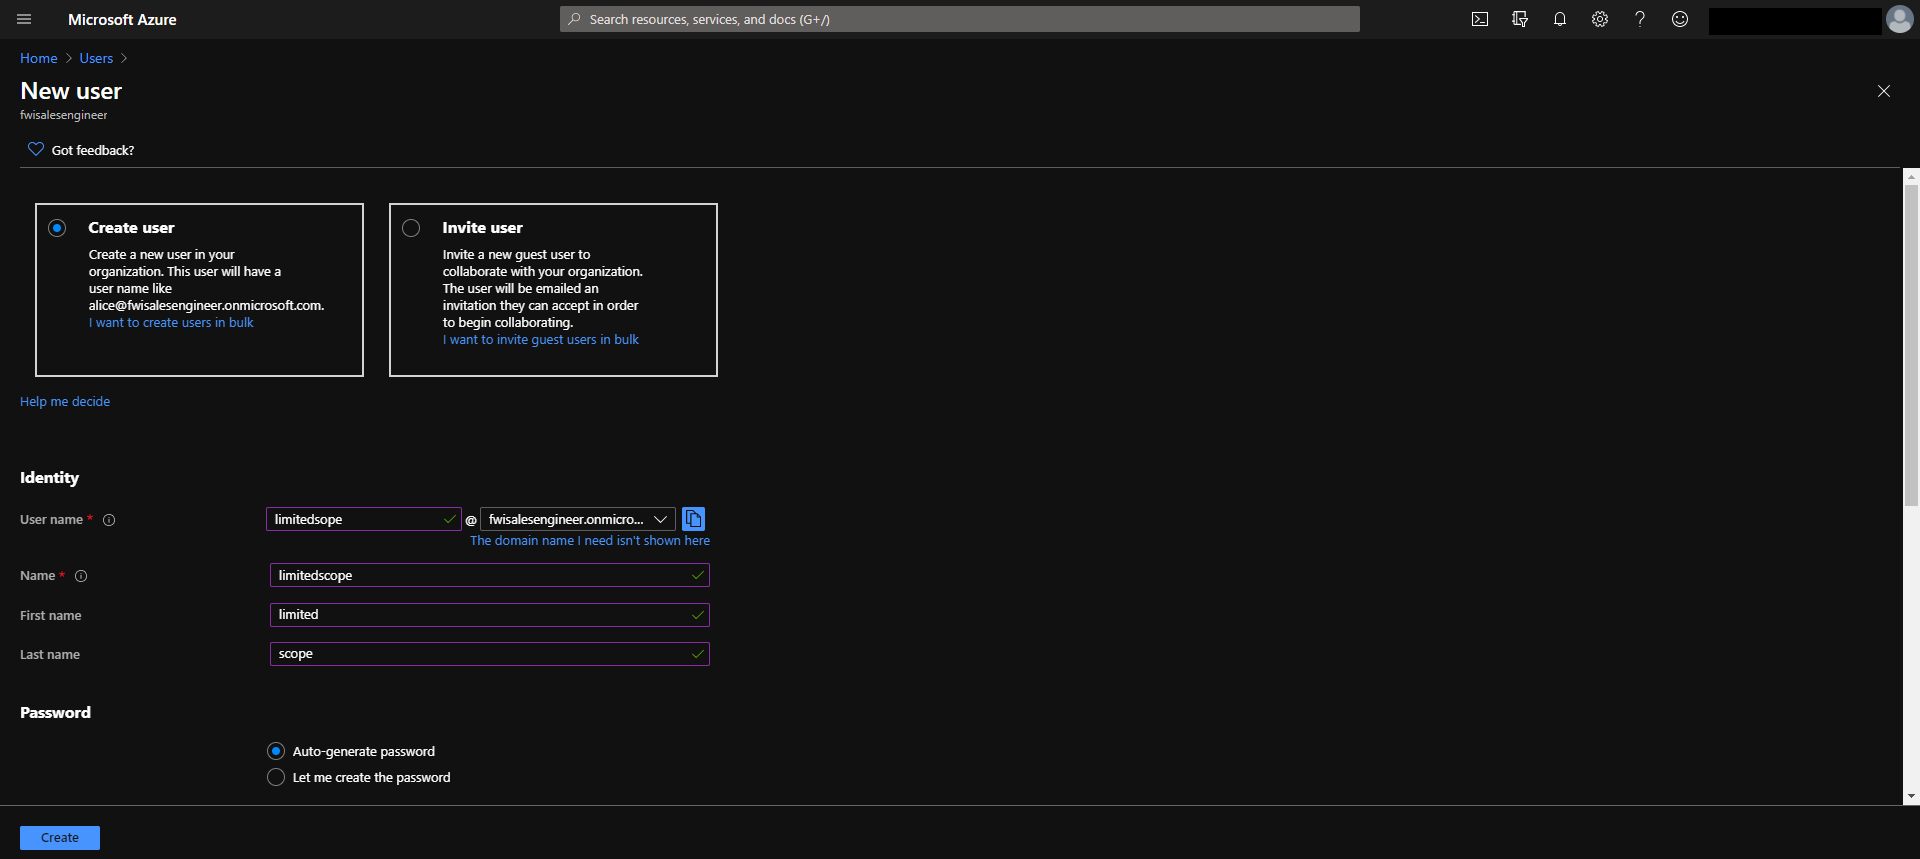 Microsoft Azure
Search resources, services, and docs (G+/)
Home > Users >
New user
fwisalesengineer
Got feedback?
Create user
Create a new user in your
organization. This user will have a
user name like
alice@fwisalesengineer.onmicrosoft.com.
I want to create users in bulk
Invite user
Invite a new guest user to
collaborate with your organization.
The user will be emailed an
invitation they can accept in order
to begin collaborating.
I want to invite guest users in bulk
Help me decide
Identity
User name * limitedsope @ fwisalesengineer.onmicro...
The domain name I need isn't shown here
Name * limitedscope
First name limited
Last name scope
Password
Auto-generate password
Let me create the password
Create